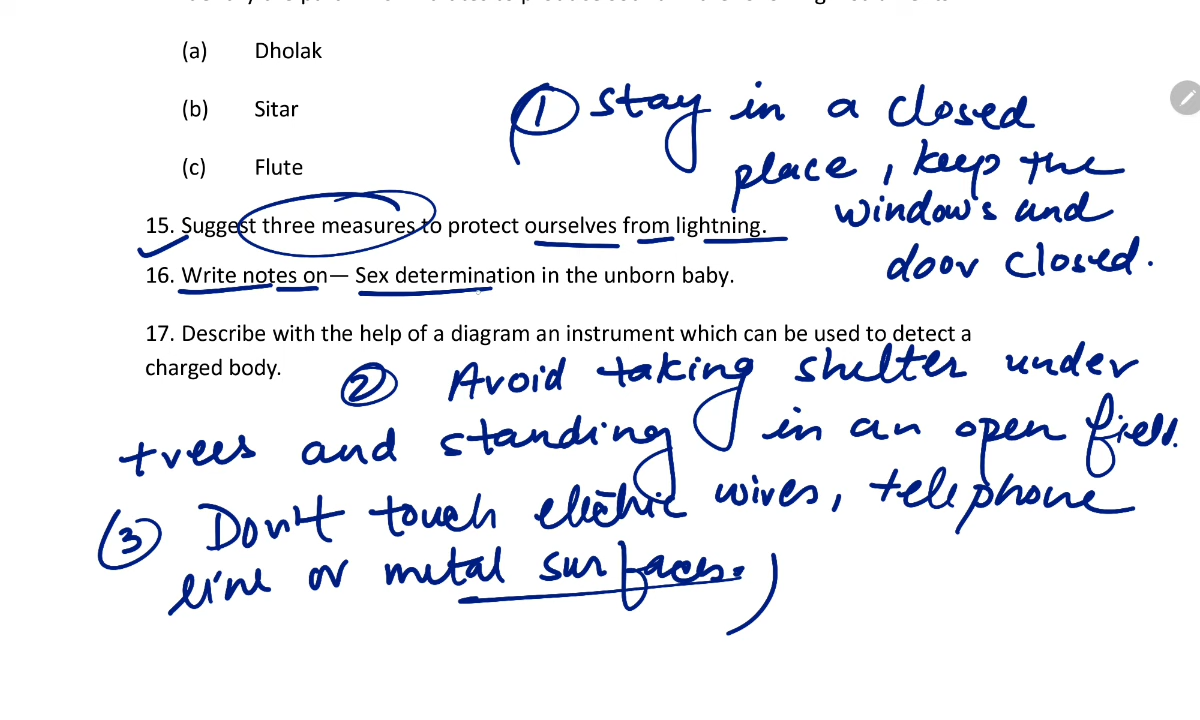 (a) Dholak
(b) Sitar
(c) Flute
① stay in a closed
place, keep the
window's and
door closed.
15. Suggest three measures to protect ourselves from lightning.
16. Write notes on— Sex determination in the unborn baby.
17. Describe with the help of a diagram an instrument which can be used to detect a
charged body.
② Avoid taking shelter under
trees and standing in an open field.
③ Don't touch electric wires, telephone
line or metal surfaces.